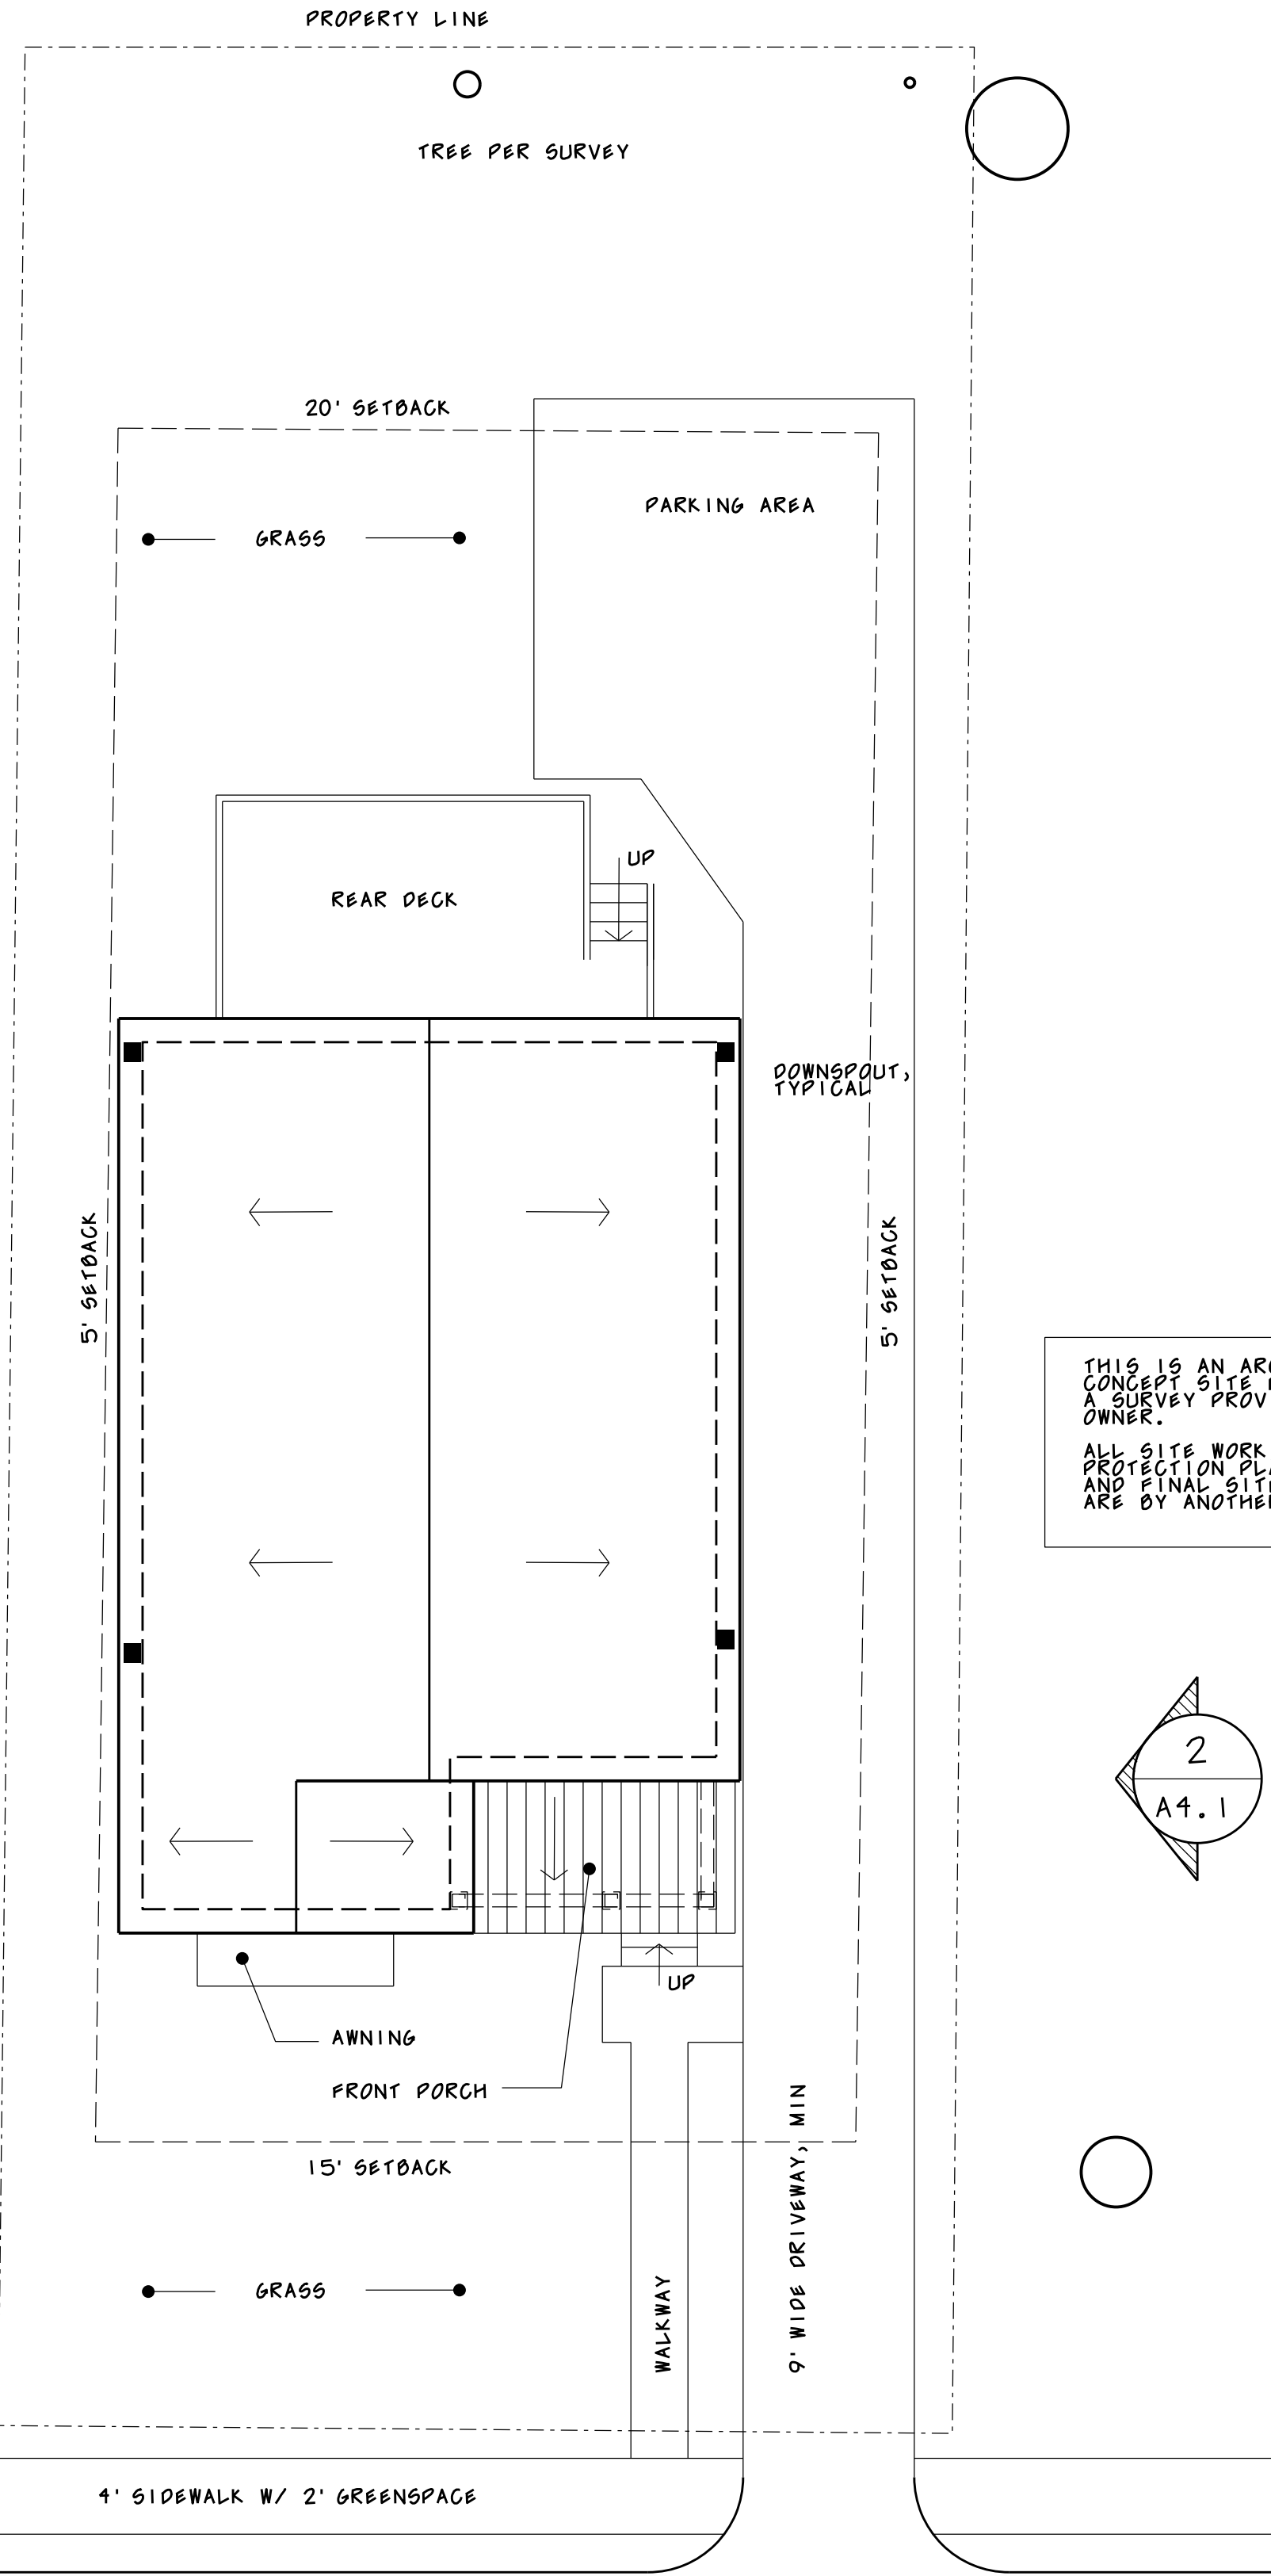 PROPERTY LINE
TREE PER SURVEY
20' SETBACK
PARKING AREA
GRASS
UP
REAR DECK
DOWNSPOUT,
TYPICAL
5' SETBACK
5' SETBACK
THIS IS AN
CONCEPT SITE
A SURVEY
OWNER.
ALL SITE WORK
PROTECTION
AND FINAL
ARE BY
2
A4.1
UP
AWNING
FRONT PORCH
15' SETBACK
9' WIDE DRIVEWAY, MIN
WALKWAY
GRASS
4' SIDEWALK W/ 2' GREENSPACE